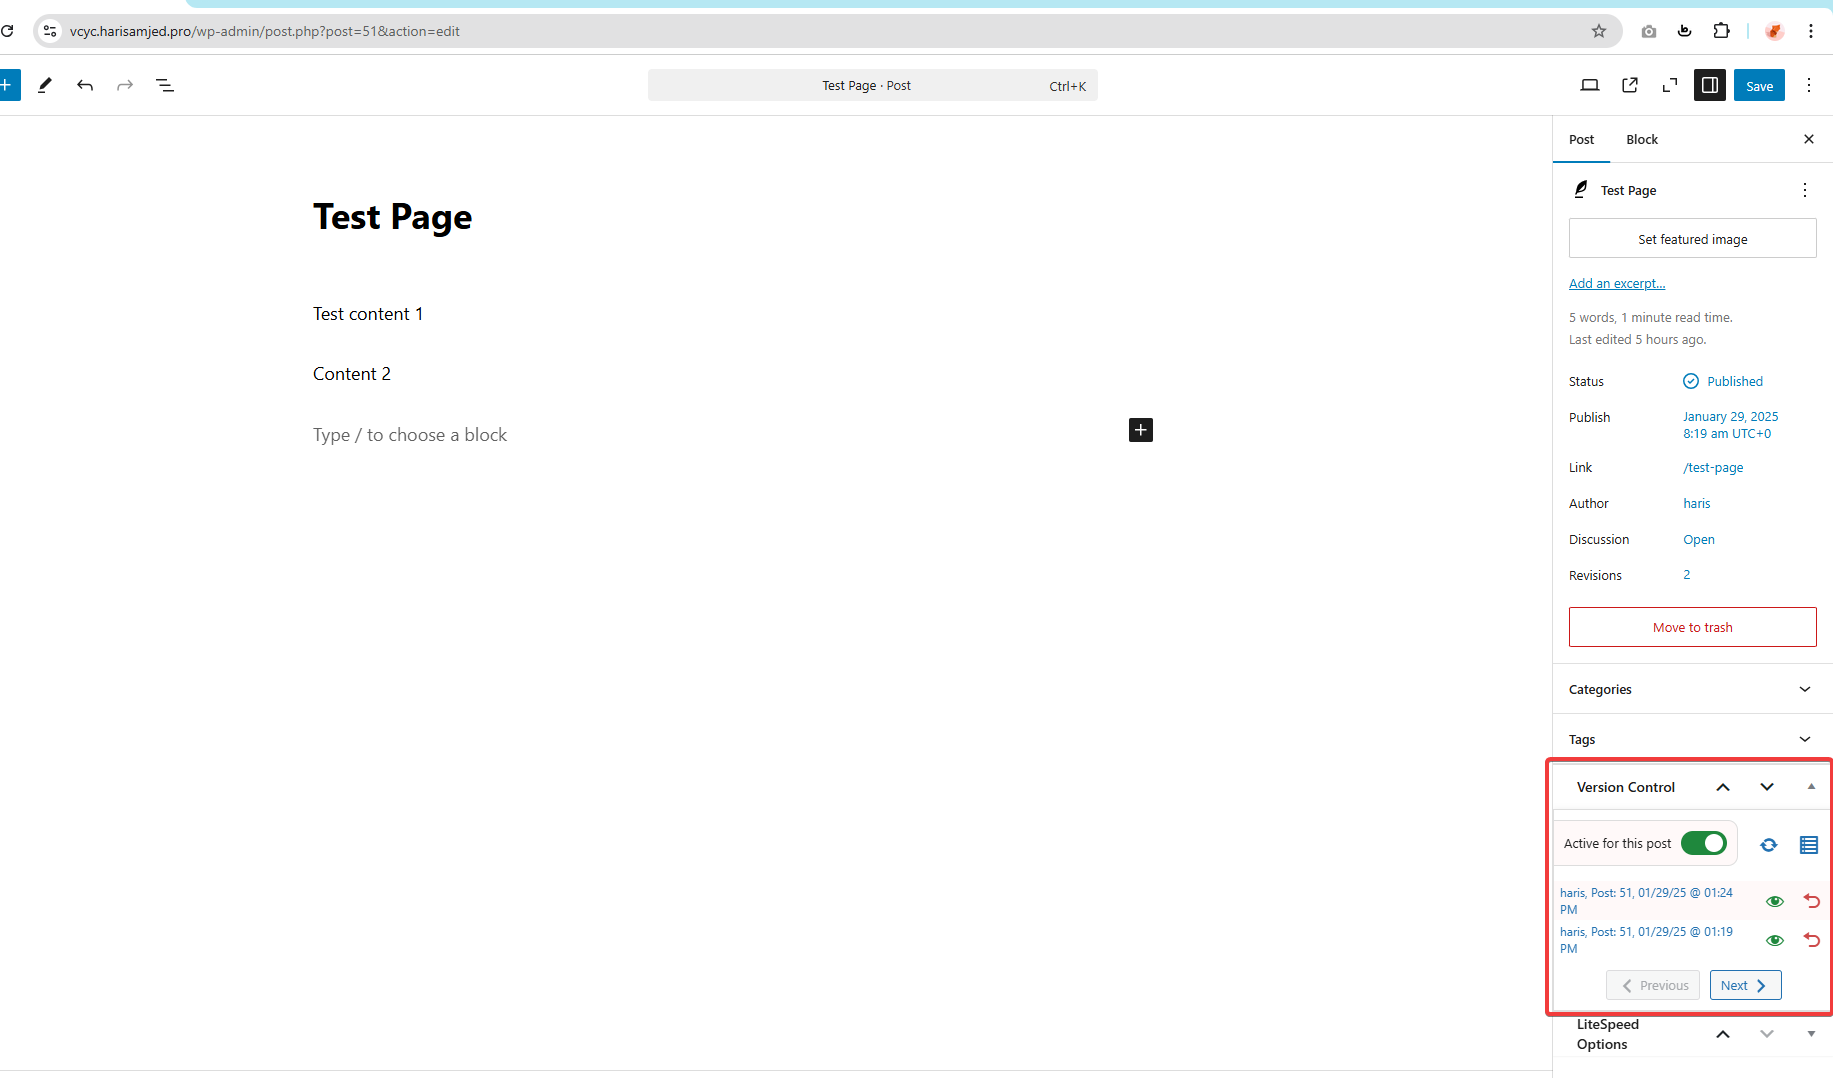 vcyc.harisamjed.pro/wp-admin/post.php?post=51&action=edit
Test Page · Post Ctrl+K
Save
Post Block
Test Page
Set featured image
Add an excerpt...
5 words, 1 minute read time.
Last edited 5 hours ago.
Status Published
Publish January 29, 2025
8:19 am UTC+0
Link /test-page
Author haris
Discussion Open
Revisions 2
Move to trash
Categories
Tags
Version Control
Active for this post
haris, Post: 51, 01/29/25 @ 01:24
PM
haris, Post: 51, 01/29/25 @ 01:19
PM
Previous Next
LiteSpeed
Options
Test Page
Test content 1
Content 2
Type / to choose a block